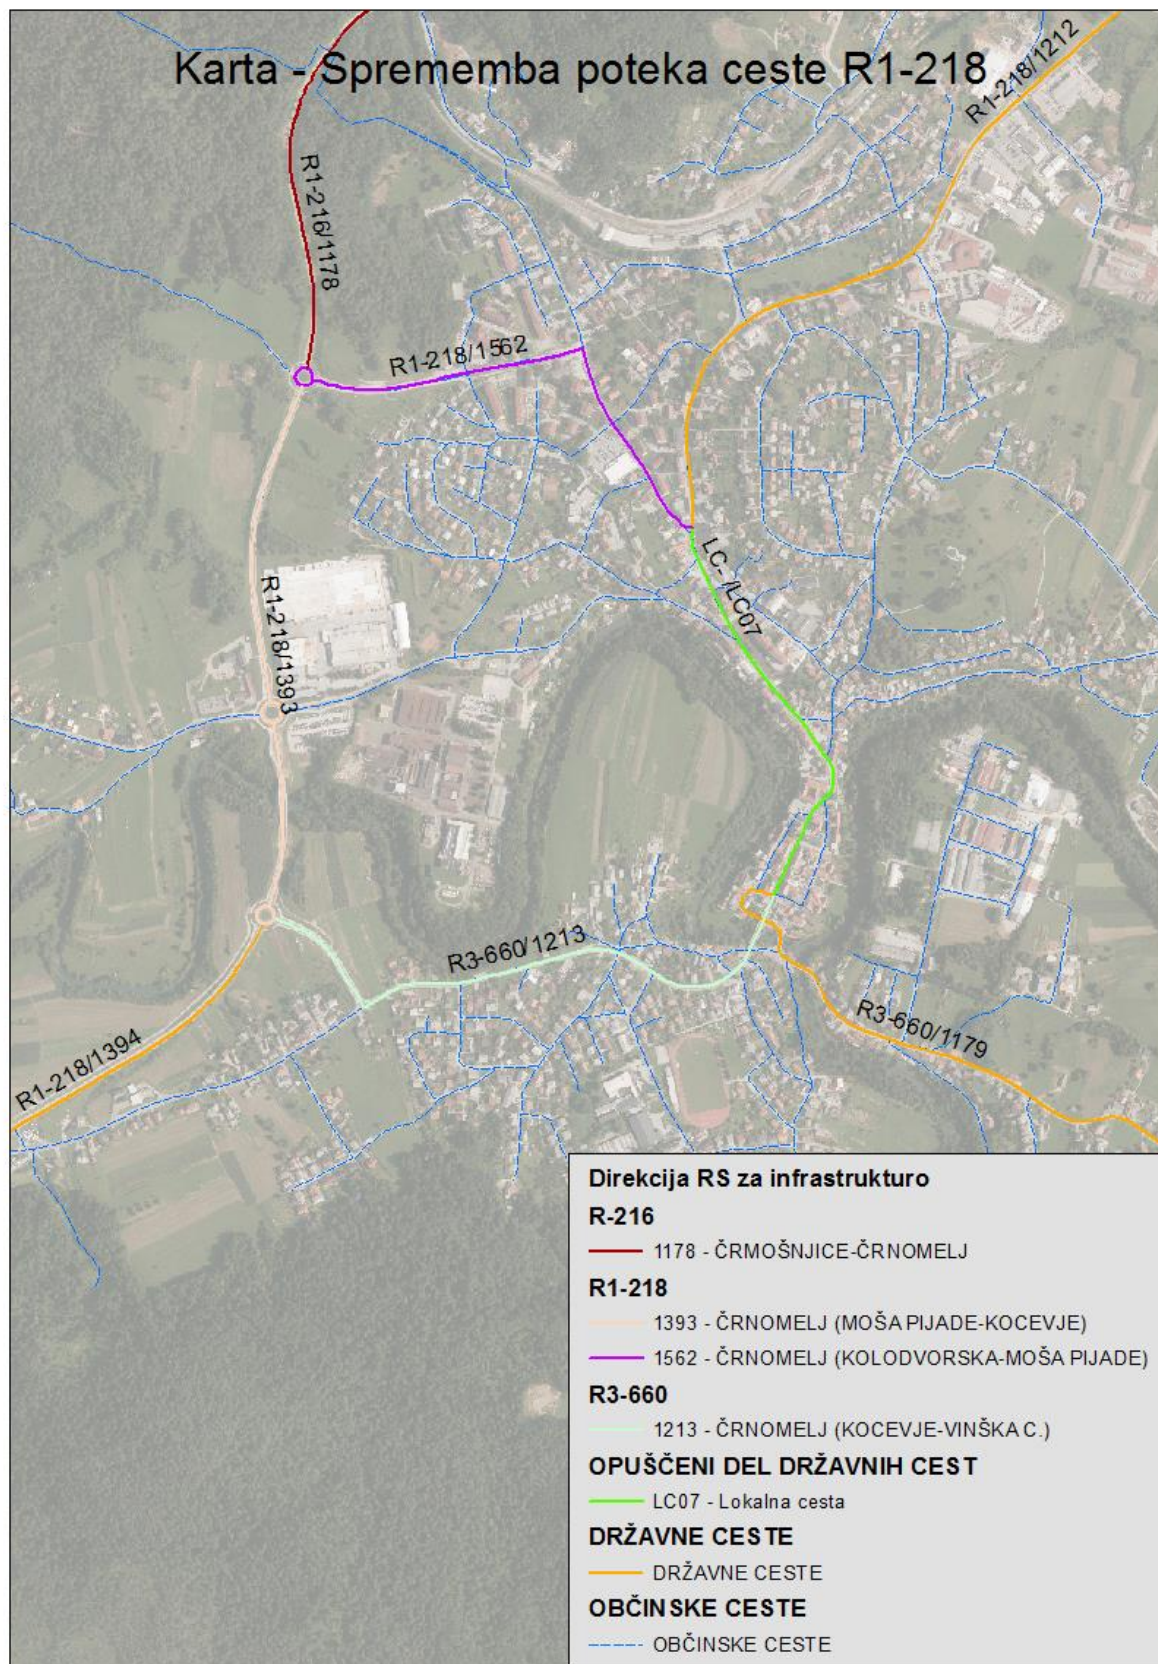 Karta - Sprememba poteka ceste R1-218
R1-218/1212
R1-216/1178
R1-218/1562
LC- /LC07
R1-218/1393
R3-660/1213
R3-660/1179
R1-218/1394
Direkcija RS za infrastrukturo
R-216
1178 - ČRMOŠNJICE-ČRNOMELJ
R1-218
1393 - ČRNOMELJ (MOŠA PIJADE-KOCEVJE)
1562 - ČRNOMELJ (KOLODVORSKA-MOŠA PIJADE)
R3-660
1213 - ČRNOMELJ (KOCEVJE-VINŠKA C.)
OPUŠČENI DEL DRŽAVNIH CEST
LC07 - Lokalna cesta
DRŽAVNE CESTE
DRŽAVNE CESTE
OBČINSKE CESTE
OBČINSKE CESTE